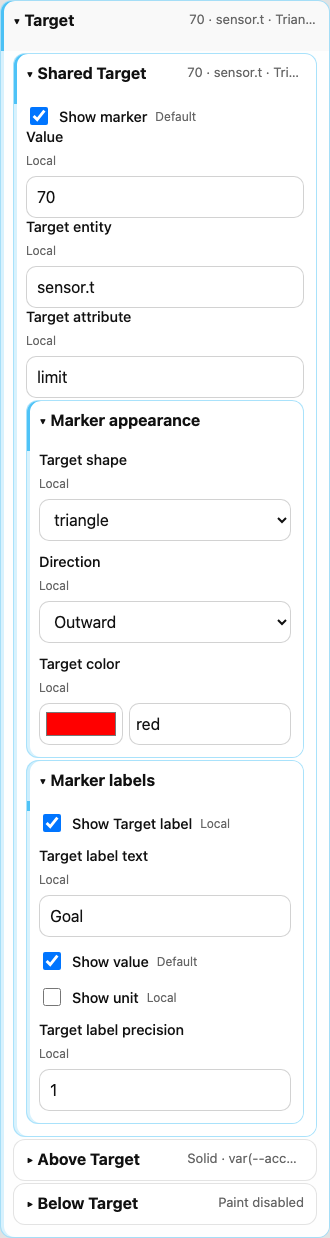 ▾ Target 70 · sensor.t · Trian...
▾ Shared Target 70 · sensor.t · Tri...
Show marker Default
Value
Local
70
Target entity
Local
sensor.t
Target attribute
Local
limit
▾ Marker appearance
Target shape
Local
triangle
Direction
Local
Outward
Target color
Local
red
▾ Marker labels
Show Target label Local
Target label text
Local
Goal
Show value Default
Show unit Local
Target label precision
Local
1
▸ Above Target Solid · var(--acc...
▸ Below Target Paint disabled